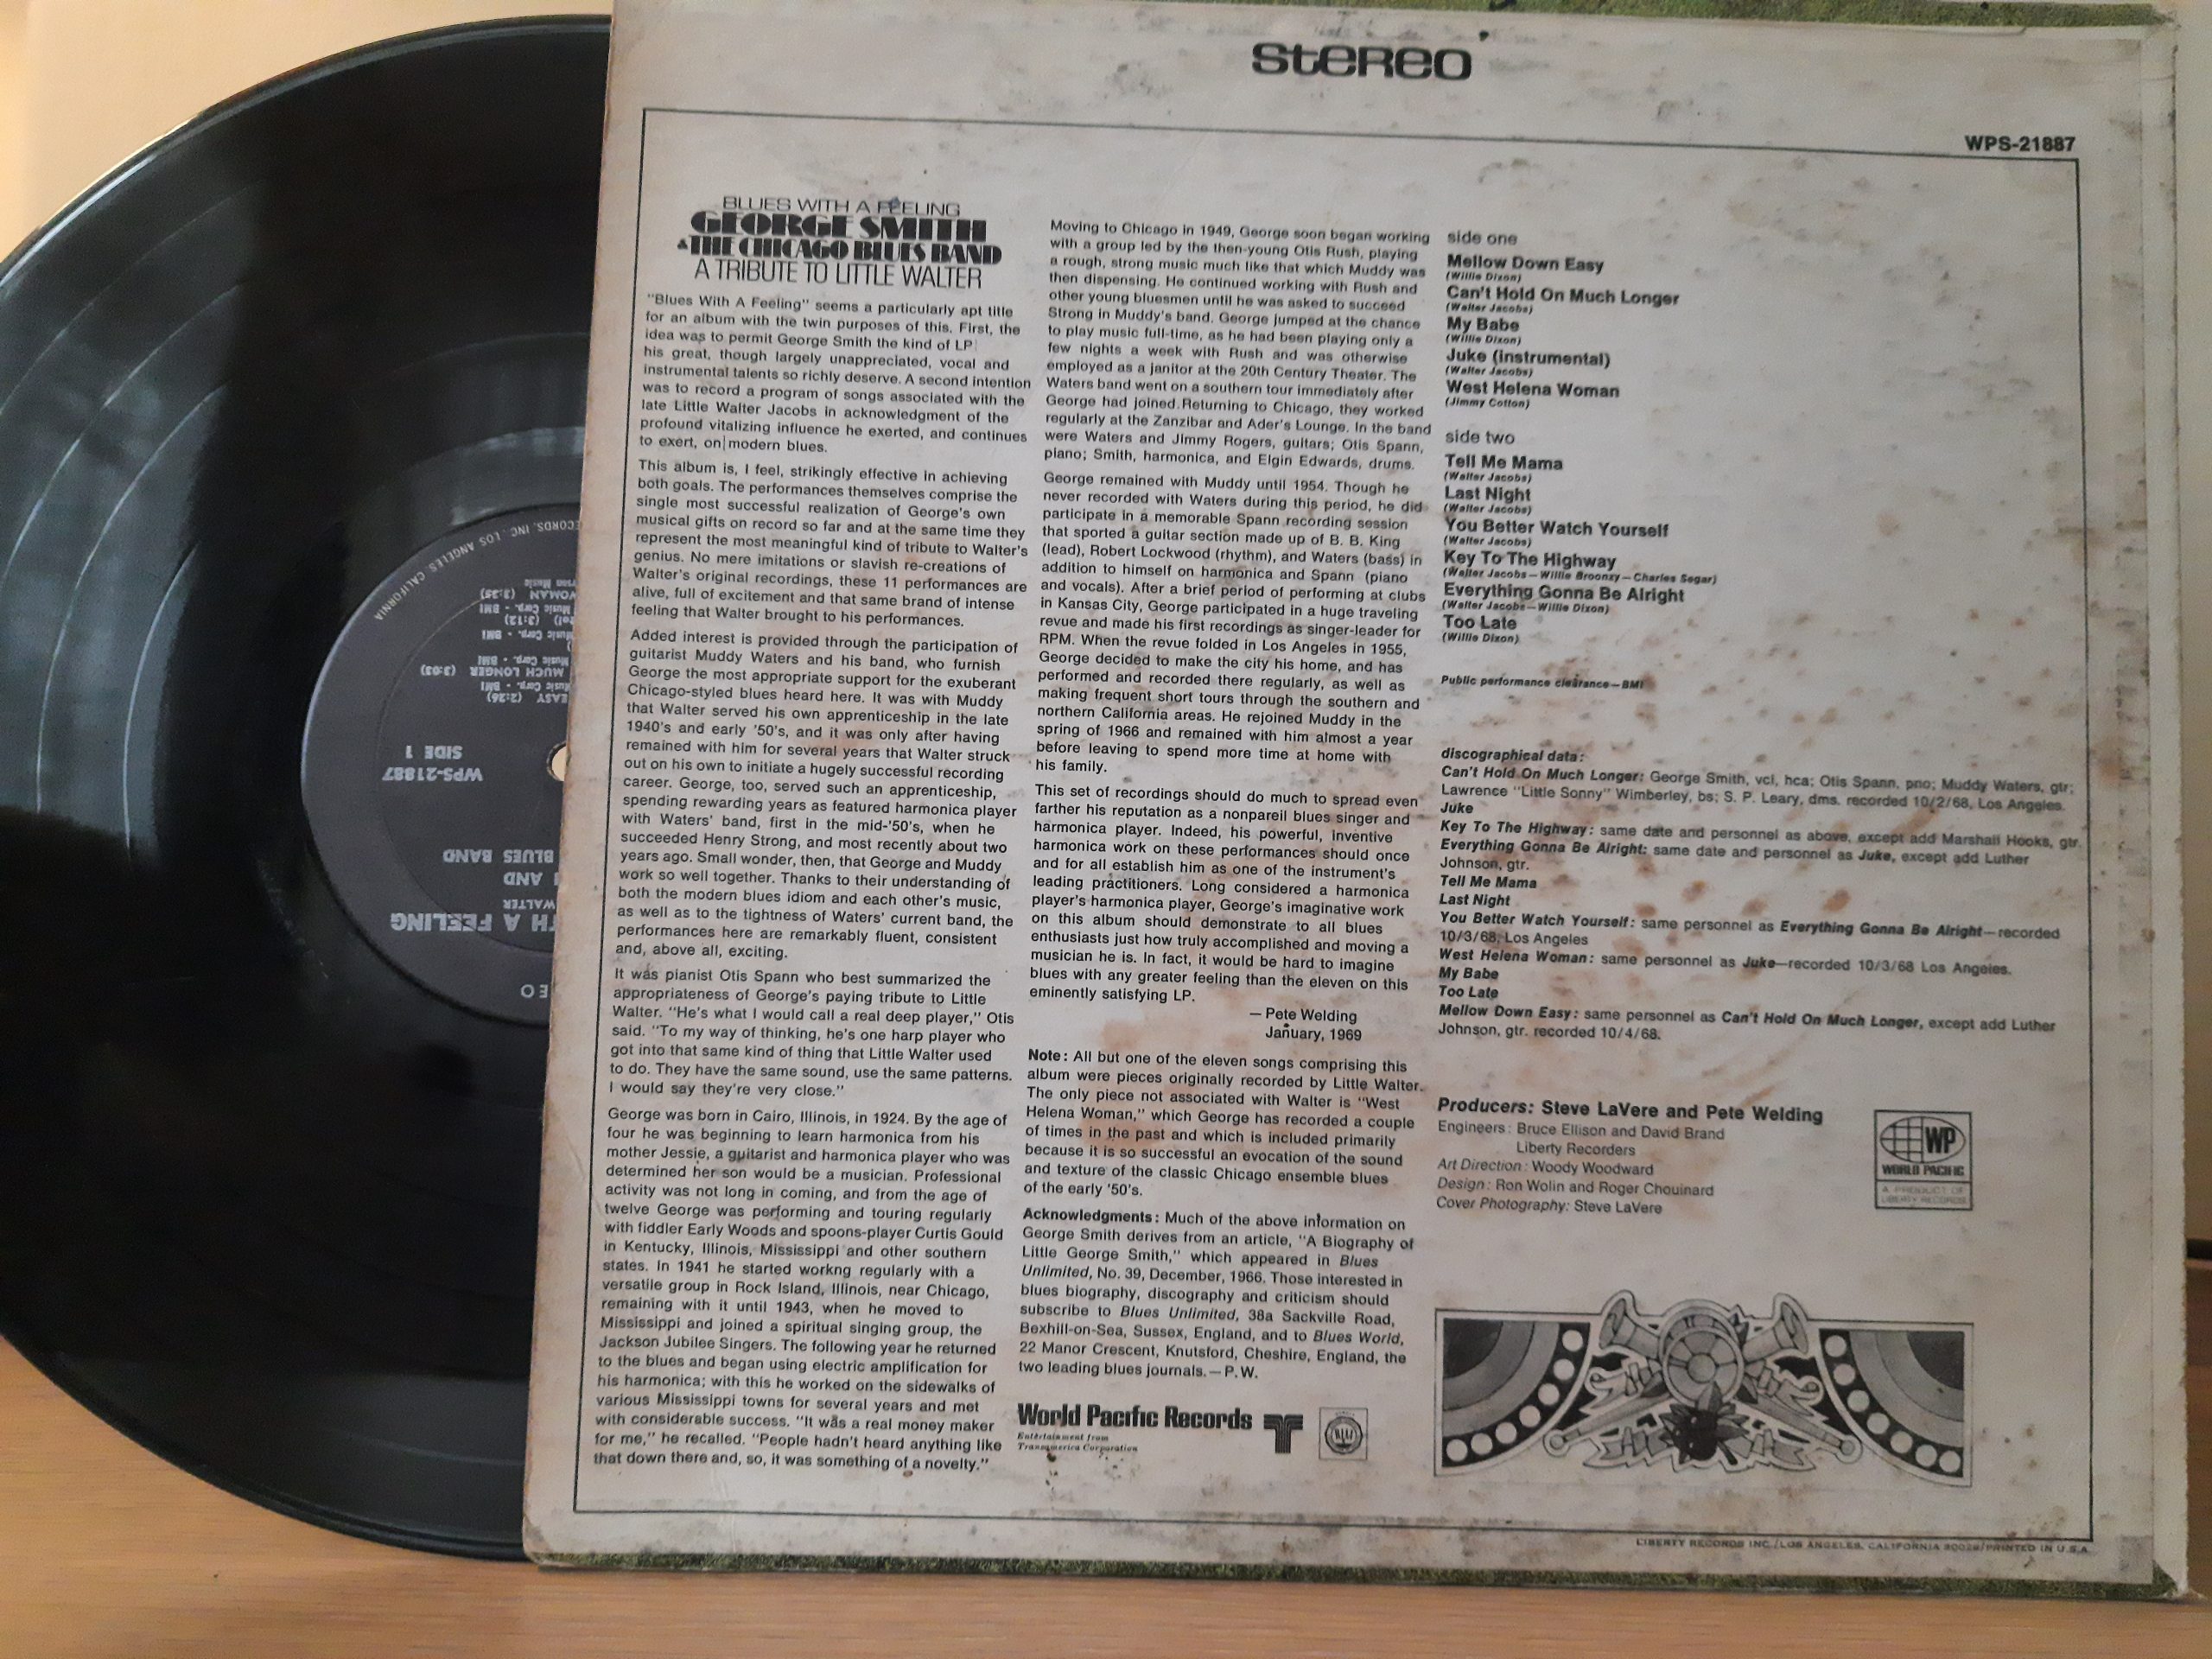 stereo
WPS-21887
BLUES WITH A FEELING
GEORGE SMITH
& THE CHICAGO BLUES BAND
A TRIBUTE TO LITTLE WALTER
"Blues With A Feeling" seems a particularly apt title
for an album with the twin purposes of this. First, the
idea was to permit George Smith the kind of LP
his great, though largely unappreciated, vocal and
instrumental talents so richly deserve. A second intention
was to record a program of songs associated with the
late Little Walter Jacobs in acknowledgment of the
profound vitalizing influence he exerted, and continues
to exert, on modern blues.
This album is, I feel, strikingly effective in achieving
both goals. The performances themselves comprise the
single most successful realization of George's own
musical gifts on record so far and at the same time they
represent the most meaningful kind of tribute to Walter's
genius. No mere imitations or slavish re-creations of
Walter's original recordings, these 11 performances are
alive, full of excitement and that same brand of intense
feeling that Walter brought to his performances.
Added interest is provided through the participation of
guitarist Muddy Waters and his band, who furnish
George the most appropriate support for the exuberant
Chicago-styled blues heard here. It was with Muddy
that Walter served his own apprenticeship in the late
1940's and early '50's, and it was only after having
remained with him for several years that Walter struck
out on his own to initiate a hugely successful recording
career. George, too, served such an apprenticeship,
spending rewarding years as featured harmonica player
with Waters' band, first in the mid-'50's, when he
succeeded Henry Strong, and most recently about two
years ago. Small wonder, then, that George and Muddy
work so well together. Thanks to their understanding of
both the modern blues idiom and each other's music,
as well as to the tightness of Waters' current band, the
performances here are remarkably fluent, consistent
and, above all, exciting.
It was pianist Otis Spann who best summarized the
appropriateness of George's paying tribute to Little
Walter. "He's what I would call a real deep player," Otis
said. "To my way of thinking, he's one harp player who
got into that same kind of thing that Little Walter used
to do. They have the same sound, use the same patterns.
I would say they're very close."
George was born in Cairo, Illinois, in 1924. By the age of
four he was beginning to learn harmonica from his
mother Jessie, a guitarist and harmonica player who was
determined her son would be a musician. Professional
activity was not long in coming, and from the age of
twelve George was performing and touring regularly
with fiddler Early Woods and spoons-player Curtis Gould
in Kentucky, Illinois, Mississippi and other southern
states. In 1941 he started workng regularly with a
versatile group in Rock Island, Illinois, near Chicago,
remaining with it until 1943, when he moved to
Mississippi and joined a spiritual singing group, the
Jackson Jubilee Singers. The following year he returned
to the blues and began using electric amplification for
his harmonica; with this he worked on the sidewalks of
various Mississippi towns for several years and met
with considerable success. "It was a real money maker
for me," he recalled. "People hadn't heard anything like
that down there and, so, it was something of a novelty."
Moving to Chicago in 1949, George soon began working
with a group led by the then-young Otis Rush, playing
a rough, strong music much like that which Muddy was
then dispensing. He continued working with Rush and
other young bluesmen until he was asked to succeed
Strong in Muddy's band. George jumped at the chance
to play music full-time, as he had been playing only a
few nights a week with Rush and was otherwise
employed as a janitor at the 20th Century Theater. The
Waters band went on a southern tour immediately after
George had joined. Returning to Chicago, they worked
regularly at the Zanzibar and Ader's Lounge. In the band
were Waters and Jimmy Rogers, guitars; Otis Spann,
piano; Smith, harmonica, and Elgin Edwards, drums.
George remained with Muddy until 1954. Though he
never recorded with Waters during this period, he did
participate in a memorable Spann recording session
that sported a guitar section made up of B. B. King
(lead), Robert Lockwood (rhythm), and Waters (bass) in
addition to himself on harmonica and Spann (piano
and vocals). After a brief period of performing at clubs
in Kansas City, George participated in a huge traveling
revue and made his first recordings as singer-leader for
RPM. When the revue folded in Los Angeles in 1955,
George decided to make the city his home, and has
performed and recorded there regularly, as well as
making frequent short tours through the southern and
northern California areas. He rejoined Muddy in the
spring of 1966 and remained with him almost a year
before leaving to spend more time at home with
his family.
This set of recordings should do much to spread even
farther his reputation as a nonpareil blues singer and
harmonica player. Indeed, his powerful, inventive
harmonica work on these performances should once
and for all establish him as one of the instrument's
leading practitioners. Long considered a harmonica
player's harmonica player, George's imaginative work
on this album should demonstrate to all blues
enthusiasts just how truly accomplished and moving a
musician he is. In fact, it would be hard to imagine
blues with any greater feeling than the eleven on this
eminently satisfying LP.
— Pete Welding
January, 1969
Note: All but one of the eleven songs comprising this
album were pieces originally recorded by Little Walter.
The only piece not associated with Walter is "West
Helena Woman," which George has recorded a couple
of times in the past and which is included primarily
because it is so successful an evocation of the sound
and texture of the classic Chicago ensemble blues
of the early '50's.
Acknowledgments: Much of the above information on
George Smith derives from an article, "A Biography of
Little George Smith," which appeared in Blues
Unlimited, No. 39, December, 1966. Those interested in
blues biography, discography and criticism should
subscribe to Blues Unlimited, 38a Sackville Road,
Bexhill-on-Sea, Sussex, England, and to Blues World,
22 Manor Crescent, Knutsford, Cheshire, England, the
two leading blues journals. — P.W.
World Pacific Records
Entertainment from
Transamerica Corporation
side one
Mellow Down Easy
(Willie Dixon)
Can't Hold On Much Longer
(Walter Jacobs)
My Babe
(Willie Dixon)
Juke (instrumental)
(Walter Jacobs)
West Helena Woman
(Jimmy Cotton)
side two
Tell Me Mama
(Walter Jacobs)
Last Night
(Walter Jacobs)
You Better Watch Yourself
(Walter Jacobs)
Key To The Highway
(Walter Jacobs—Willie Broonzy—Charles Segar)
Everything Gonna Be Alright
(Walter Jacobs—Willie Dixon)
Too Late
(Willie Dixon)
Public performance clearance—BMI
discographical data:
Can't Hold On Much Longer: George Smith, vcl, hca; Otis Spann, pno; Muddy Waters, gtr;
Lawrence "Little Sonny" Wimberley, bs; S. P. Leary, dms. recorded 10/2/68, Los Angeles.
Juke
Key To The Highway: same date and personnel as above, except add Marshall Hooks, gtr.
Everything Gonna Be Alright: same date and personnel as Juke, except add Luther
Johnson, gtr.
Tell Me Mama
Last Night
You Better Watch Yourself: same personnel as Everything Gonna Be Alright—recorded
10/3/68, Los Angeles
West Helena Woman: same personnel as Juke—recorded 10/3/68 Los Angeles.
My Babe
Too Late
Mellow Down Easy: same personnel as Can't Hold On Much Longer, except add Luther
Johnson, gtr. recorded 10/4/68.
Producers: Steve LaVere and Pete Welding
Engineers: Bruce Ellison and David Brand
Liberty Recorders
Art Direction: Woody Woodward
Design: Ron Wolin and Roger Chouinard
Cover Photography: Steve LaVere
WP
WORLD PACIFIC
A PRODUCT OF
LIBERTY RECORDS
LIBERTY RECORDS INC./LOS ANGELES, CALIFORNIA 90028/PRINTED IN U.S.A.
EO
TH A FEELING
WALTER
AND
BLUES BAND
WPS-21887
SIDE 1
EASY (2:26)
Music Corp. - BMI
MUCH LONGER (3:03)
Music Corp. - BMI
Music Corp. - BMI
(3:12)
Music Corp. - BMI
WOMAN (3:35)
Music
RECORDS, INC., LOS ANGELES, CALIFORNIA